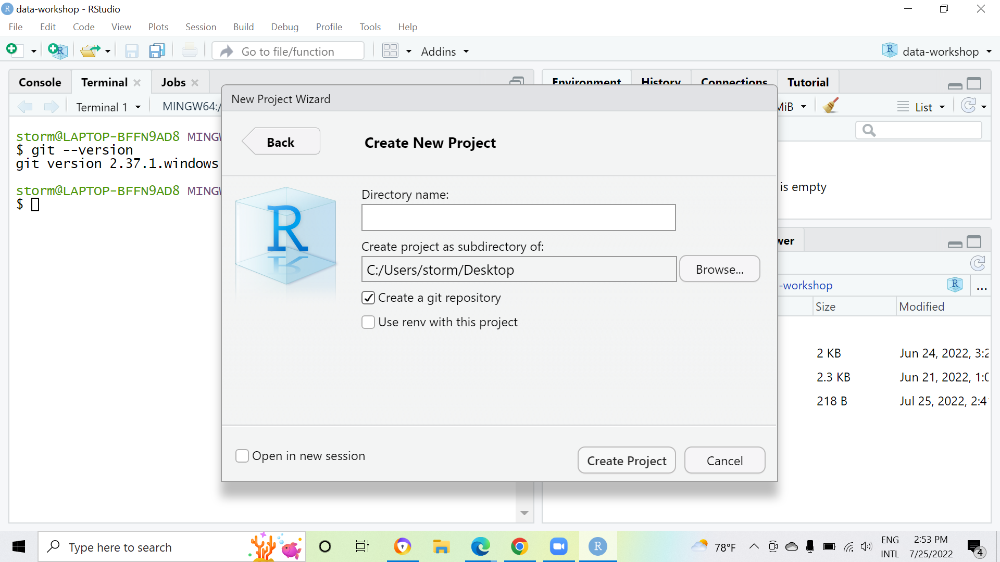 data-workshop - RStudio
File Edit Code View Plots Session Build Debug Profile Tools Help
Go to file/function
Addins
data-workshop
Console Terminal Jobs
Environment History Connections Tutorial
Terminal 1 MINGW64:/
MiB List
storm@LAPTOP-BFFN9AD8 MINGW
$ git --version
git version 2.37.1.windows
storm@LAPTOP-BFFN9AD8 MINGW
$
New Project Wizard
Back
Create New Project
R
Directory name:
Create project as subdirectory of:
C:/Users/storm/Desktop
Browse...
Create a git repository
Use renv with this project
Open in new session
Create Project
Cancel
is empty
wer
-workshop
...
Size Modified
2 KB Jun 24, 2022, 3:2
2.3 KB Jun 21, 2022, 1:0
218 B Jul 25, 2022, 2:4
Type here to search
78°F
ENG
INTL
2:53 PM
7/25/2022
4